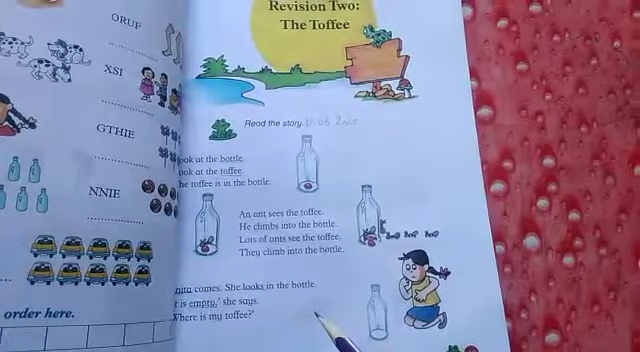 ORUF
XSI
GTHIE
NNIE
order here.
Revision Two:
The Toffee
Read the story.
ook at the bottle.
ook at the toffee.
he toffee is in the bottle.
An ant sees the toffee.
He climbs into the bottle.
Lots of ants see the toffee.
They climb into the bottle.
nita comes. She looks in the bottle.
t is empty,' she says.
Where is my toffee?'